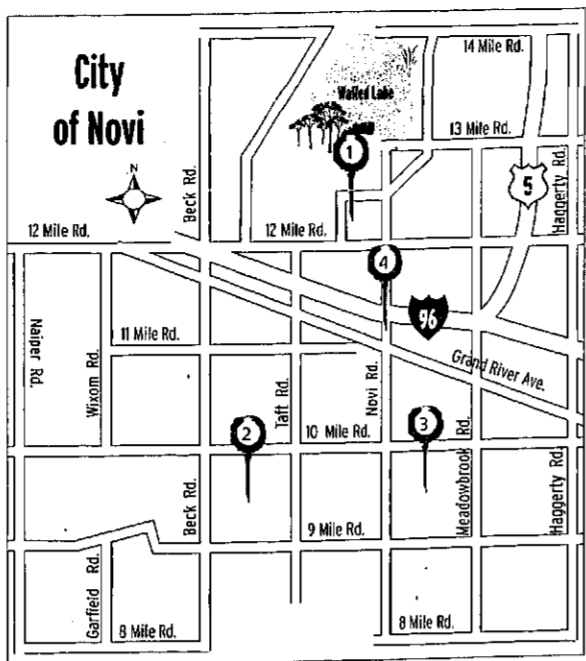 City
of Novi
N
14 Mile Rd.
Walled Lake
13 Mile Rd.
1
5
Beck Rd.
Haggerty Rd.
12 Mile Rd.
12 Mile Rd.
4
96
Naiper Rd.
Wixom Rd.
11 Mile Rd.
Grand River Ave.
Taft Rd.
Novi Rd.
2
10 Mile Rd.
3
Meadowbrook Rd.
Haggerty Rd.
Beck Rd.
9 Mile Rd.
Garfield Rd.
8 Mile Rd.
8 Mile Rd.